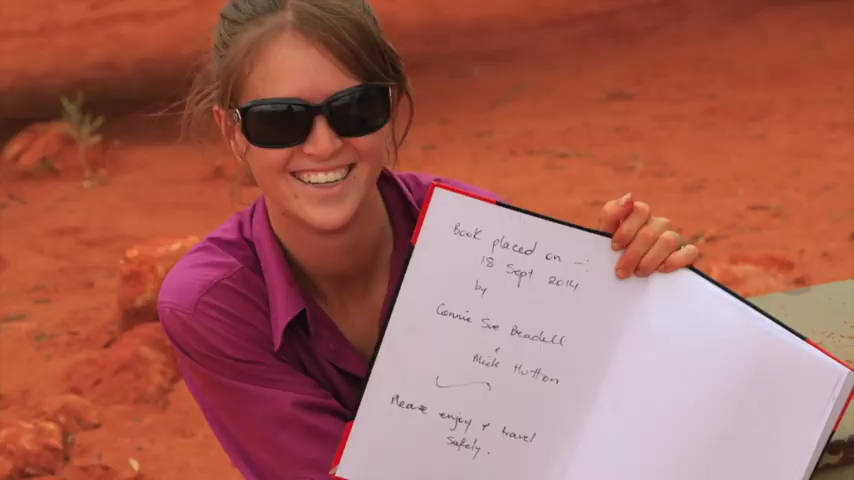 Book placed on -:
18 Sept 2014
by
Connie Sue Beadell
&
Mick Hutton
Please enjoy & travel
safely.